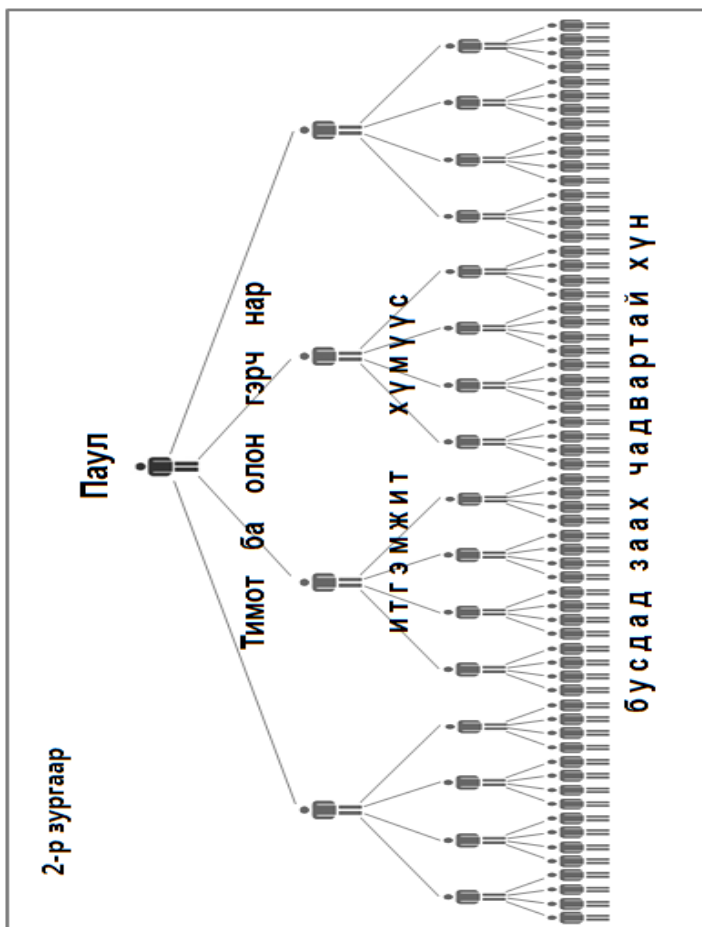 2-р зургаар
Паул
Тимот ба олон гэрч нар
итгэмжит хүмүүс
бусдад заах чадвартай хүн